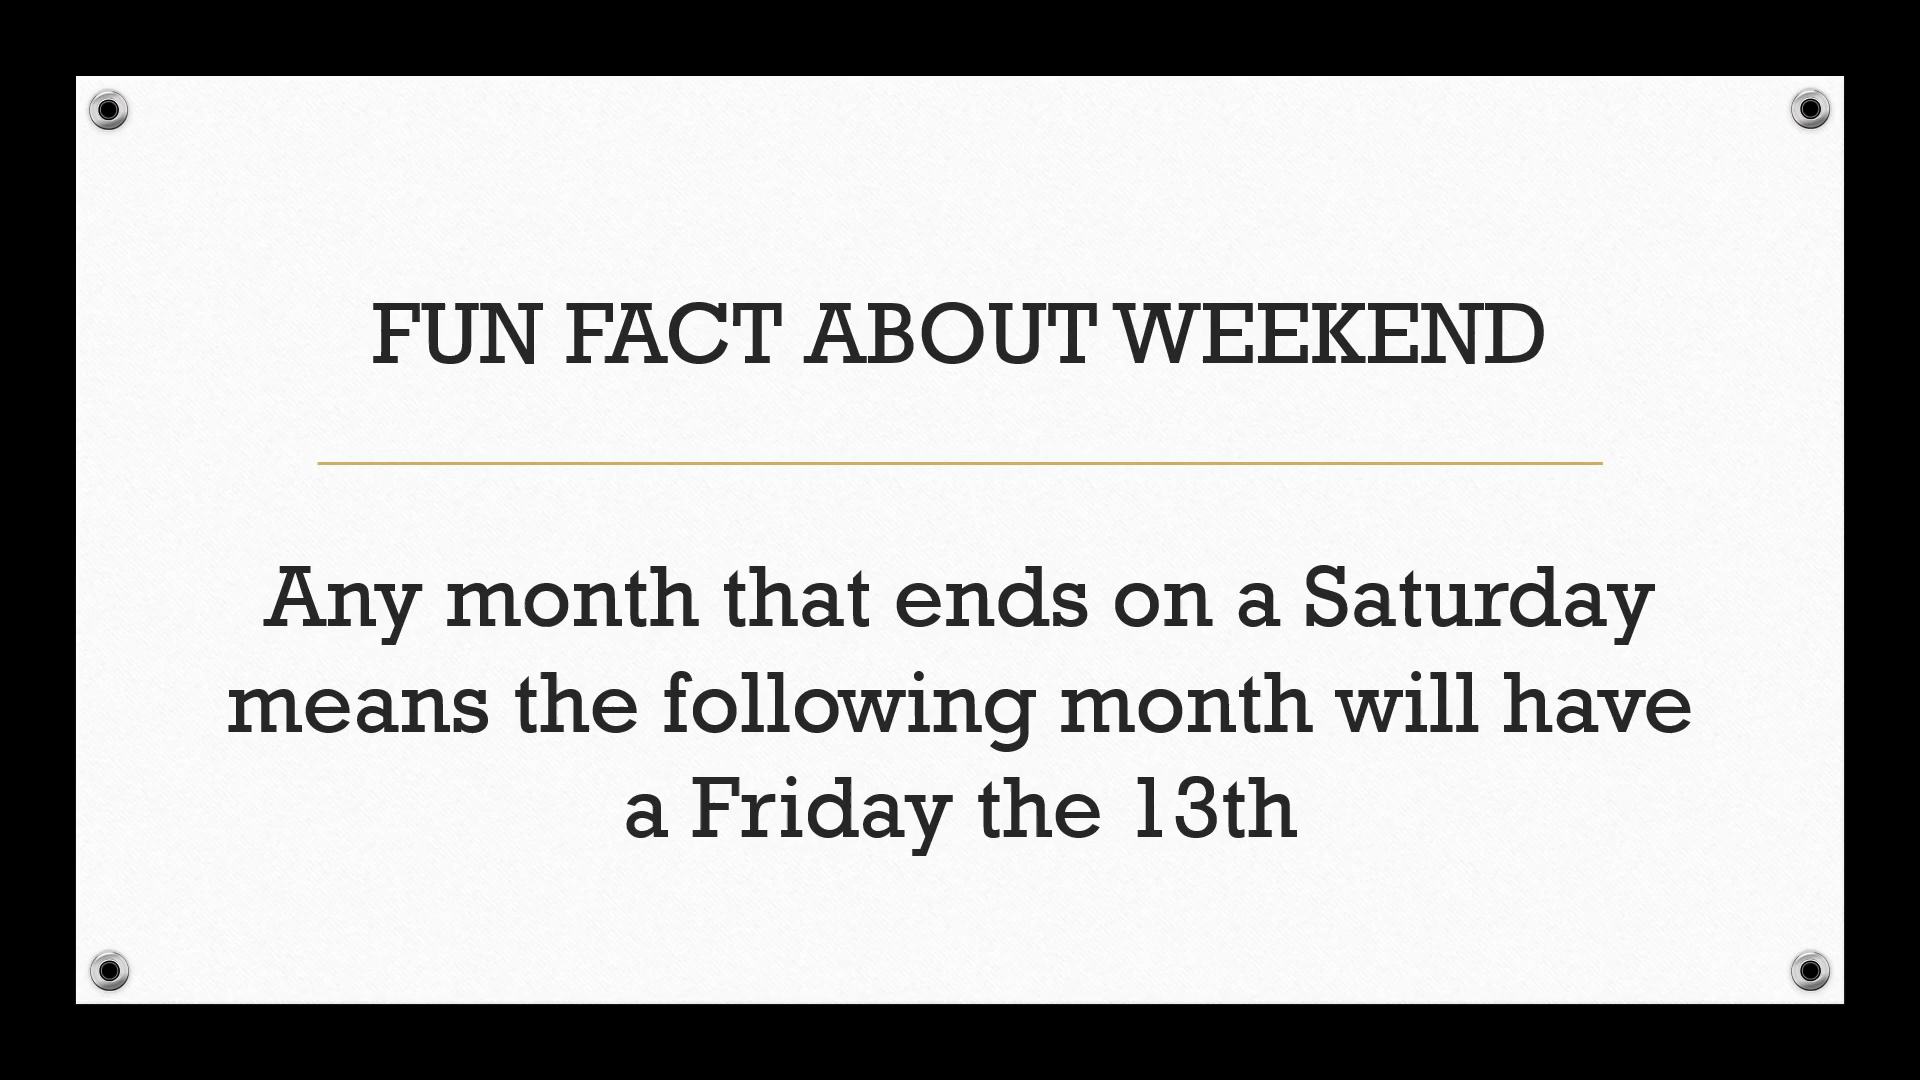 FUN FACT ABOUT WEEKEND
Any month that ends on a Saturday
means the following month will have
a Friday the 13th